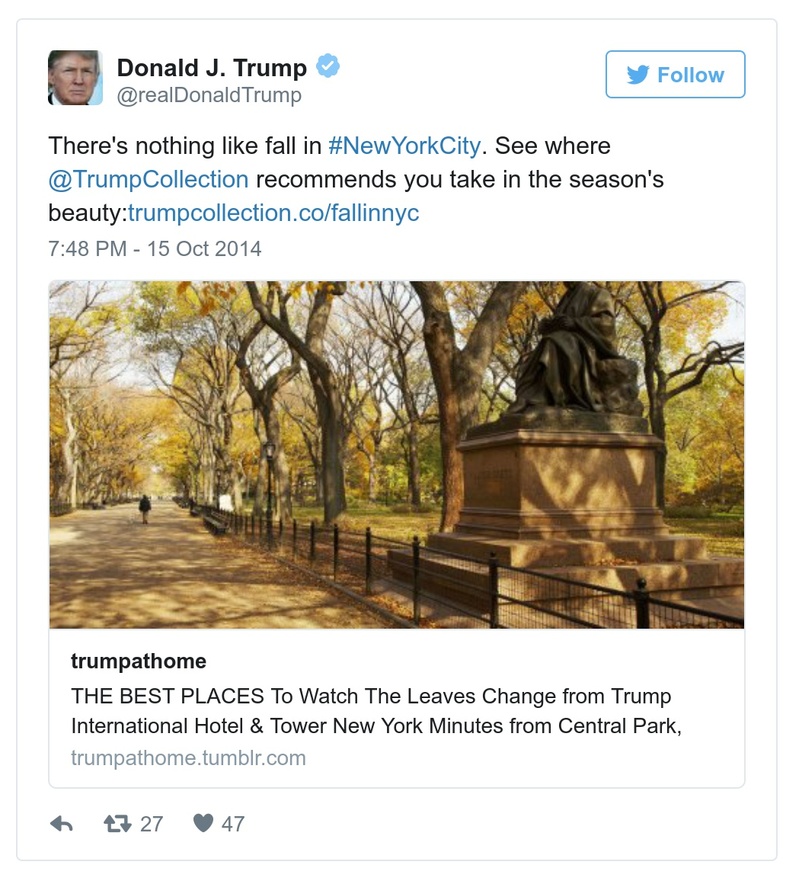 Donald J. Trump
Follow
@realDonaldTrump
There's nothing like fall in #NewYorkCity. See where
@TrumpCollection recommends you take in the season's
beauty:trumpcollection.co/fallinnyc
7:48 PM - 15 Oct 2014
trumpathome
THE BEST PLACES To Watch The Leaves Change from Trump
International Hotel & Tower New York Minutes from Central Park,
trumpathome.tumblr.com
27 47